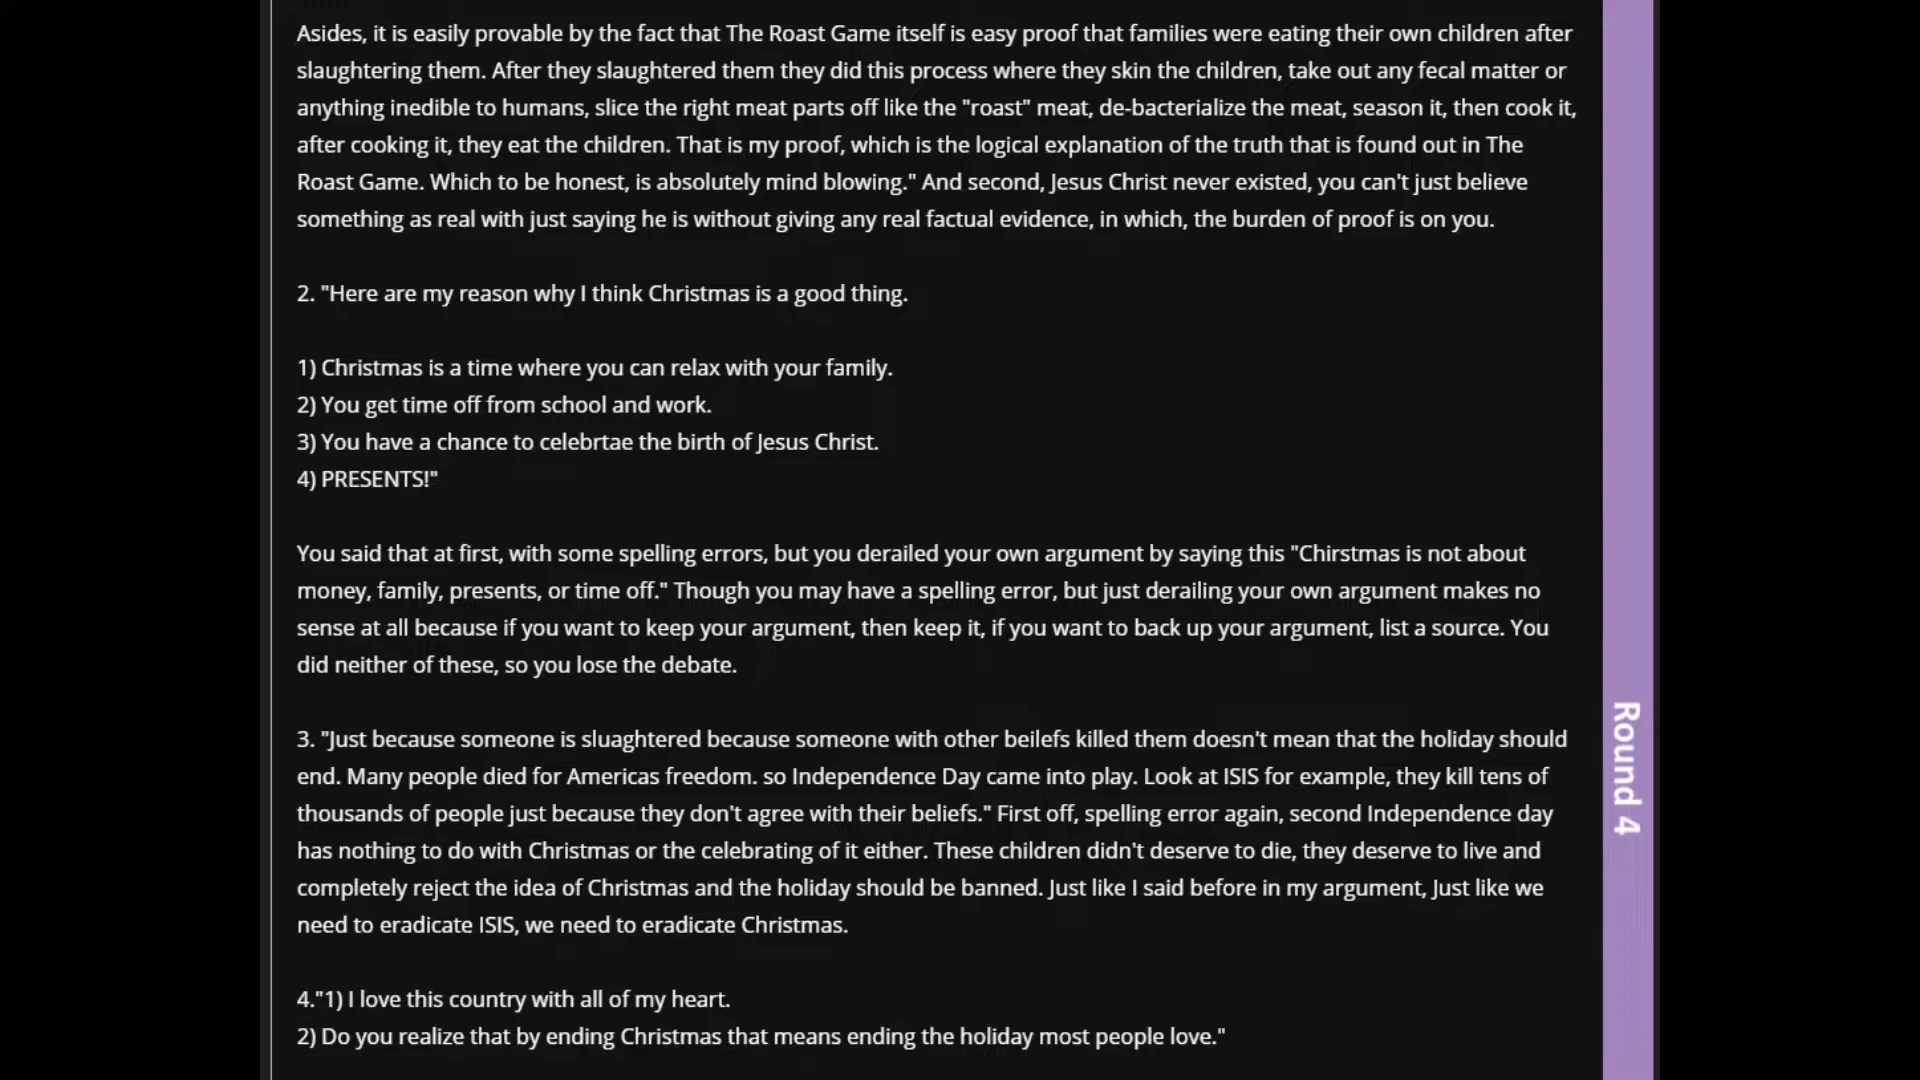 Asides, it is easily provable by the fact that The Roast Game itself is easy proof that families were eating their own children after
slaughtering them. After they slaughtered them they did this process where they skin the children, take out any fecal matter or
anything inedible to humans, slice the right meat parts off like the "roast" meat, de-bacterialize the meat, season it, then cook it,
after cooking it, they eat the children. That is my proof, which is the logical explanation of the truth that is found out in The
Roast Game. Which to be honest, is absolutely mind blowing." And second, Jesus Christ never existed, you can't just believe
something as real with just saying he is without giving any real factual evidence, in which, the burden of proof is on you.
2. "Here are my reason why I think Christmas is a good thing.
1) Christmas is a time where you can relax with your family.
2) You get time off from school and work.
3) You have a chance to celebrtae the birth of Jesus Christ.
4) PRESENTS!"
You said that at first, with some spelling errors, but you derailed your own argument by saying this "Chirstmas is not about
money, family, presents, or time off." Though you may have a spelling error, but just derailing your own argument makes no
sense at all because if you want to keep your argument, then keep it, if you want to back up your argument, list a source. You
did neither of these, so you lose the debate.
3. "Just because someone is sluaghtered because someone with other beilefs killed them doesn't mean that the holiday should
end. Many people died for Americas freedom. so Independence Day came into play. Look at ISIS for example, they kill tens of
thousands of people just because they don't agree with their beliefs." First off, spelling error again, second Independence day
has nothing to do with Christmas or the celebrating of it either. These children didn't deserve to die, they deserve to live and
completely reject the idea of Christmas and the holiday should be banned. Just like I said before in my argument, Just like we
need to eradicate ISIS, we need to eradicate Christmas.
4."1) I love this country with all of my heart.
2) Do you realize that by ending Christmas that means ending the holiday most people love."
Round 4